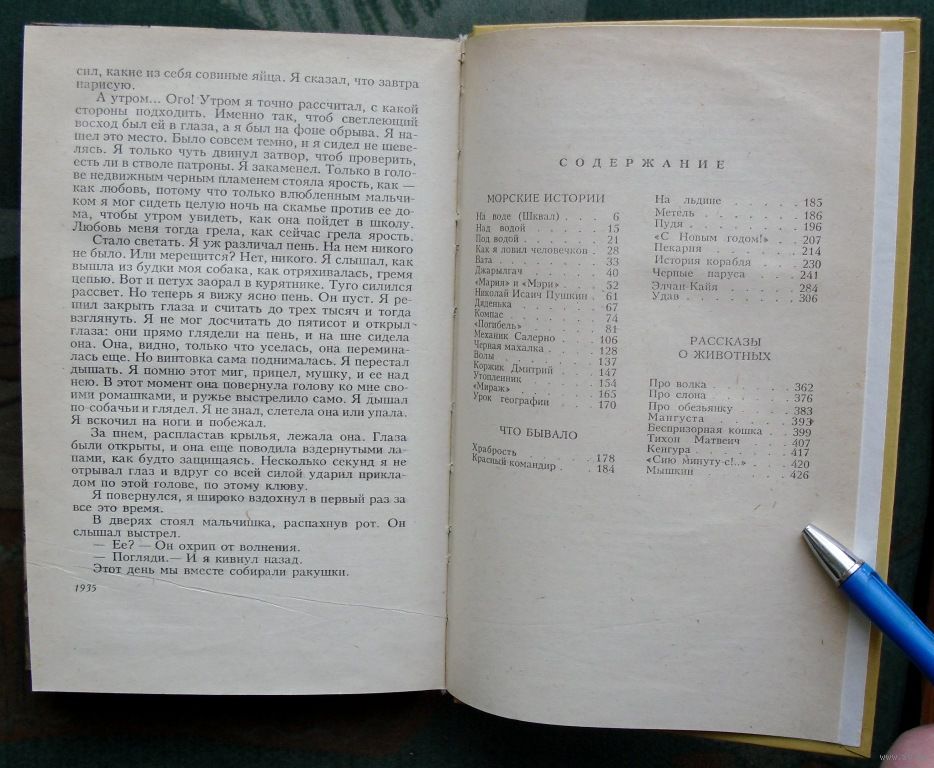 сил, какие из себя совиные яйца. Я сказал, что завтра
нарисую.
А утром... Ого! Утром я точно рассчитал, с какой
стороны подходить. Именно так, чтоб светлеющий
восход был ей в глаза, а я был на фоне обрыва. Я на-
шел это место. Было совсем темно, и я сидел не шеве-
лясь. Я только чуть двинул затвор, чтоб проверить,
есть ли в стволе патроны. Я закаменел. Только в голо-
ве недвижным черным пламенем стояла ярость, как —
как любовь, потому что только влюбленным мальчи-
ком я мог сидеть целую ночь на скамье против ее до-
ма, чтобы утром увидеть, как она пойдет в школу.
Любовь меня тогда грела, как сейчас грела ярость.
Стало светать. Я уж различал пень. На нем никого
не было. Или мерещится? Нет, никого. Я слышал, как
вышла из будки моя собака, как отряхивалась, гремя
цепью. Вот и петух заорал в курятнике. Туго силился
рассвет. Но теперь я вижу ясно пень. Он пуст. Я ре-
шил закрыть глаза и считать до трех тысяч и тогда
взглянуть. Я не мог досчитать до пятисот и открыл
глаза: они прямо глядели на пень, и на пне сидела
она. Она, видно, только что уселась, она перемина-
лась еще. Но винтовка сама поднималась. Я перестал
дышать. Я помню этот миг, прицел, мушку, и ее над
нею. В этот момент она повернула голову ко мне сво-
ими ромашками, и ружье выстрелило само. Я дышал
по-собачьи и глядел. Я не знал, слетела она или упала.
Я вскочил на ноги и побежал.
За пнем, распластав крылья, лежала она. Глаза
были открыты, и она еще поводила вздернутыми ла-
пами, как будто защищаясь. Несколько секунд я не
отрывал глаз и вдруг со всей силой ударил прикла-
дом по этой голове, по этому клюву.
Я повернулся, я широко вздохнул в первый раз за
все это время.
В дверях стоял мальчишка, распахнув рот. Он
слышал выстрел.
— Ее? — Он охрип от волнения.
— Погляди.— И я кивнул назад.
Этот день мы вместе собирали ракушки.
1935
СОДЕРЖАНИЕ
МОРСКИЕ ИСТОРИИ
На воде (Шквал) . . . 6
Над водой . . . . 15
Под водой . . . . 21
Как я ловил человечков . 28
Вата . . . . 33
Джарылгач . . . . 40
«Мария» и «Мэри» . . . 52
Николай Исаич Пушкин . 61
Дяденька . . . . 67
Компас . . . . 74
«Погибель» . . . . 81
Механик Салерно . . . 106
Черная махалка . . . 128
Волы . . . . 137
Коржик Дмитрий . . . 147
Утопленник . . . . 154
«Мираж» . . . . 165
Урок географии . . . 170
ЧТО БЫВАЛО
Храбрость . . . . 178
Красный командир . . . 184
На льдине . . . . 185
Метель . . . . 186
Пудя . . . . 196
«С Новым годом!» . . 207
Пекарня . . . . 214
История корабля . . . 230
Черные паруса . . . 241
Элчан-Кайя . . . . 284
Удав . . . . 306
РАССКАЗЫ
О ЖИВОТНЫХ
Про волка . . . . 362
Про слона . . . . 376
Про обезьянку . . . 383
Мангуста . . . . 393
Беспризорная кошка . . 399
Тихон Матвеич . . . 407
Кенгура . . . . 417
«Сию минуту-с!..» . . . 420
Мышкин . . . 426